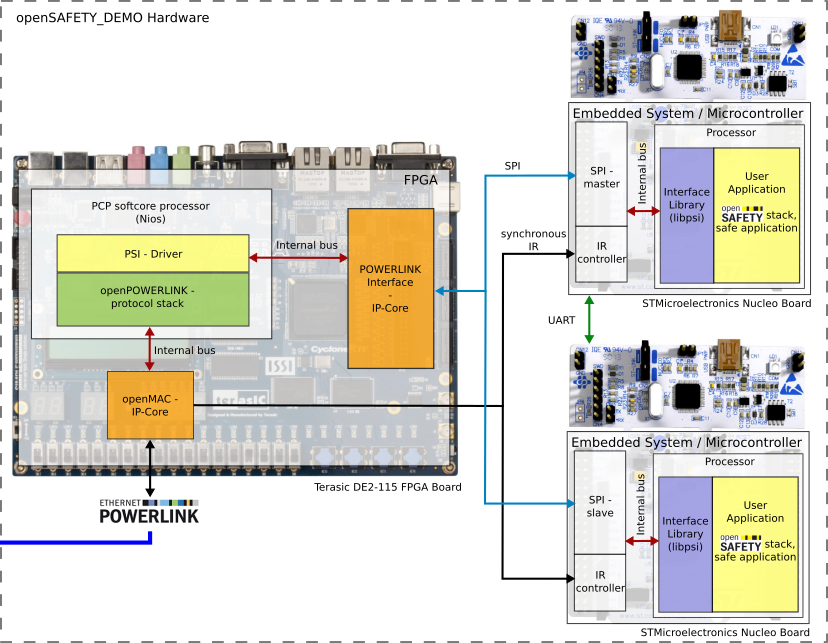 openSAFETY_DEMO Hardware
FPGA
PCP softcore processor
(Nios)
PSI - Driver
openPOWERLINK -
protocol stack
Internal bus
POWERLINK
Interface
-
IP-Core
Internal bus
openMAC -
IP-Core
ISSI
terasic
Terasic DE2-115 FPGA Board
ETHERNET
POWERLINK
SPI
synchronous
IR
UART
Embedded System / Microcontroller
Processor
SPI -
master
IR
controller
Internal bus
Interface
Library
(libpsi)
User
Application
open
SAFETY stack,
safe application
STMicroelectronics Nucleo Board
Embedded System / Microcontroller
Processor
SPI -
slave
IR
controller
Internal bus
Interface
Library
(libpsi)
User
Application
open
SAFETY stack,
safe application
STMicroelectronics Nucleo Board